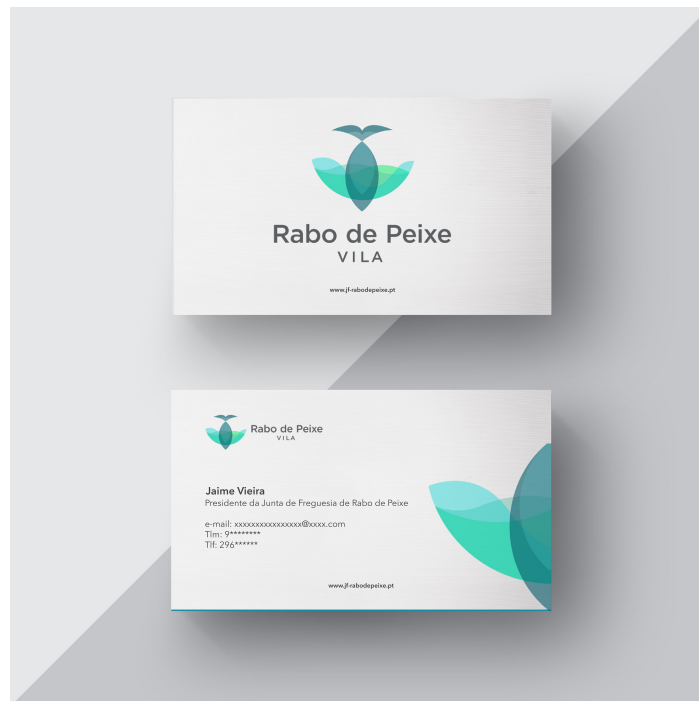 Rabo de Peixe
VILA
www.jf-rabodepeixe.pt
Rabo de Peixe
VILA
Jaime Vieira
Presidente da Junta de Freguesia de Rabo de Peixe
e-mail: xxxxxxxxxxxxxxxx@xxxx.com
Tlm: 9********
Tlf: 296******
www.jf-rabodepeixe.pt